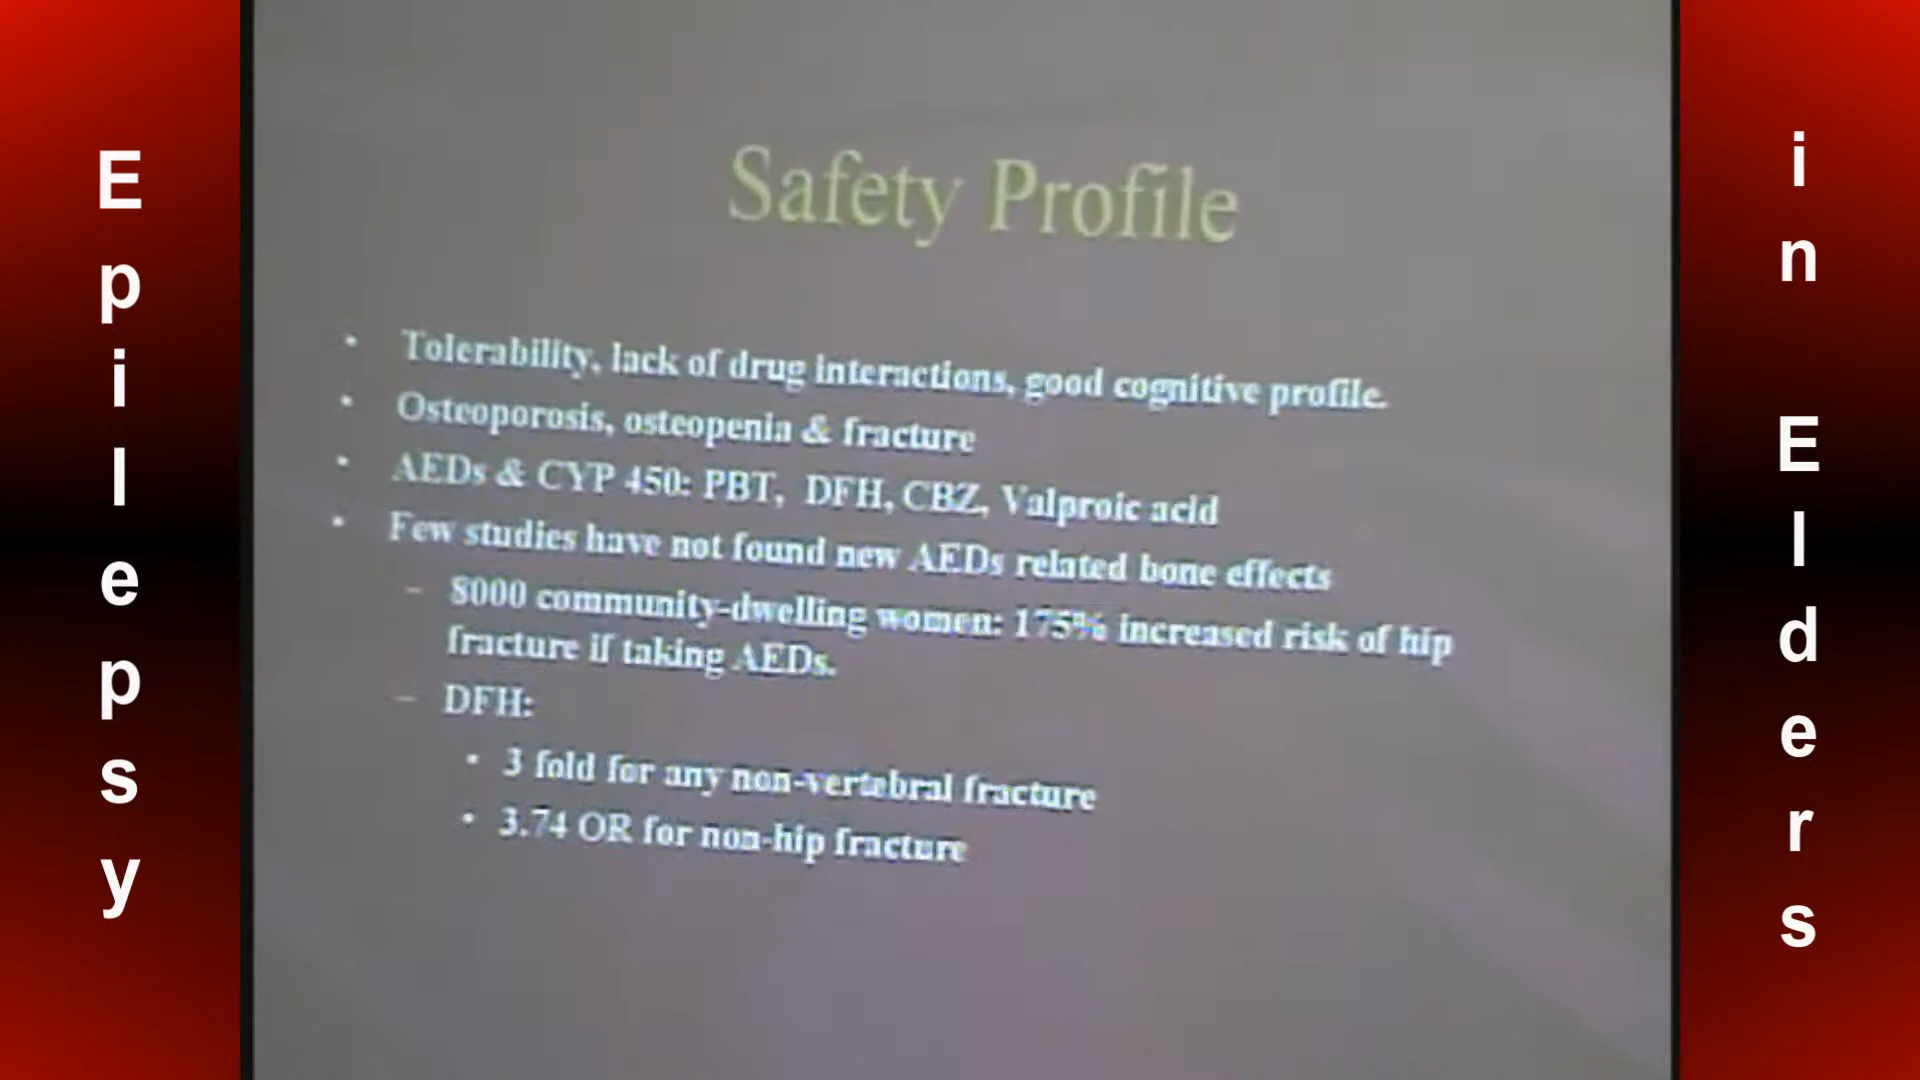 Epilepsy
Safety Profile
• Tolerability, lack of drug interactions, good cognitive profile.
• Osteoporosis, osteopenia & fracture
• AEDs & CYP 450: PBT, DFH, CBZ, Valproic acid
• Few studies have not found new AEDs related bone effects
– 8000 community-dwelling women: 175% increased risk of hip
fracture if taking AEDs.
– DFH:
• 3 fold for any non-vertebral fracture
• 3.74 OR for non-hip fracture
in Elders